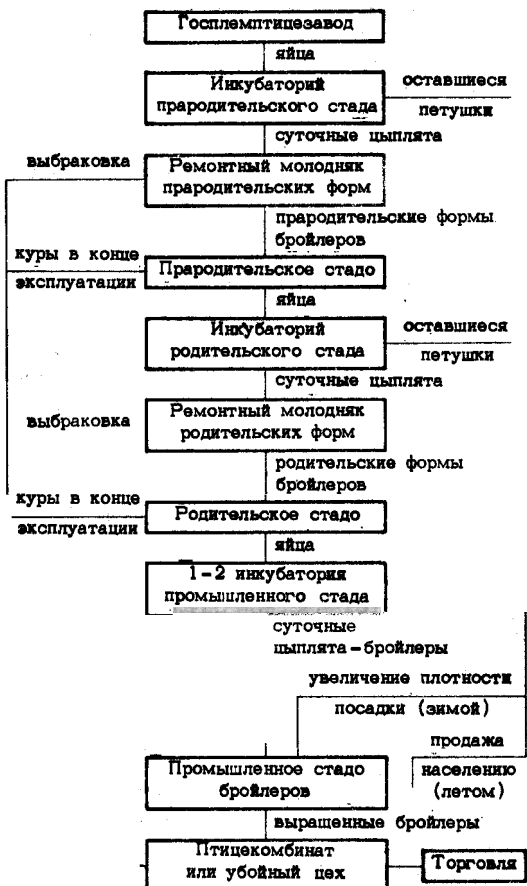 Госплемптицезавод
яйца
Инкубаторий
прародительского стада
оставшиеся
петушки
суточные цыплята
выбраковка
Ремонтный молодняк
прародительских форм
прародительские формы
бройлеров
куры в конце
эксплуатации
Прародительское стадо
яйца
Инкубаторий
родительского стада
оставшиеся
петушки
суточные цыплята
выбраковка
Ремонтный молодняк
родительских форм
родительские формы
бройлеров
куры в конце
эксплуатации
Родительское стадо
яйца
1-2 инкубатория
промышленного стада
суточные
цыплята-бройлеры
увеличение плотности
посадки (зимой)
продажа
населению
(летом)
Промышленное стадо
бройлеров
выращенные бройлеры
Птицекомбинат
или убойный цех
Торговля